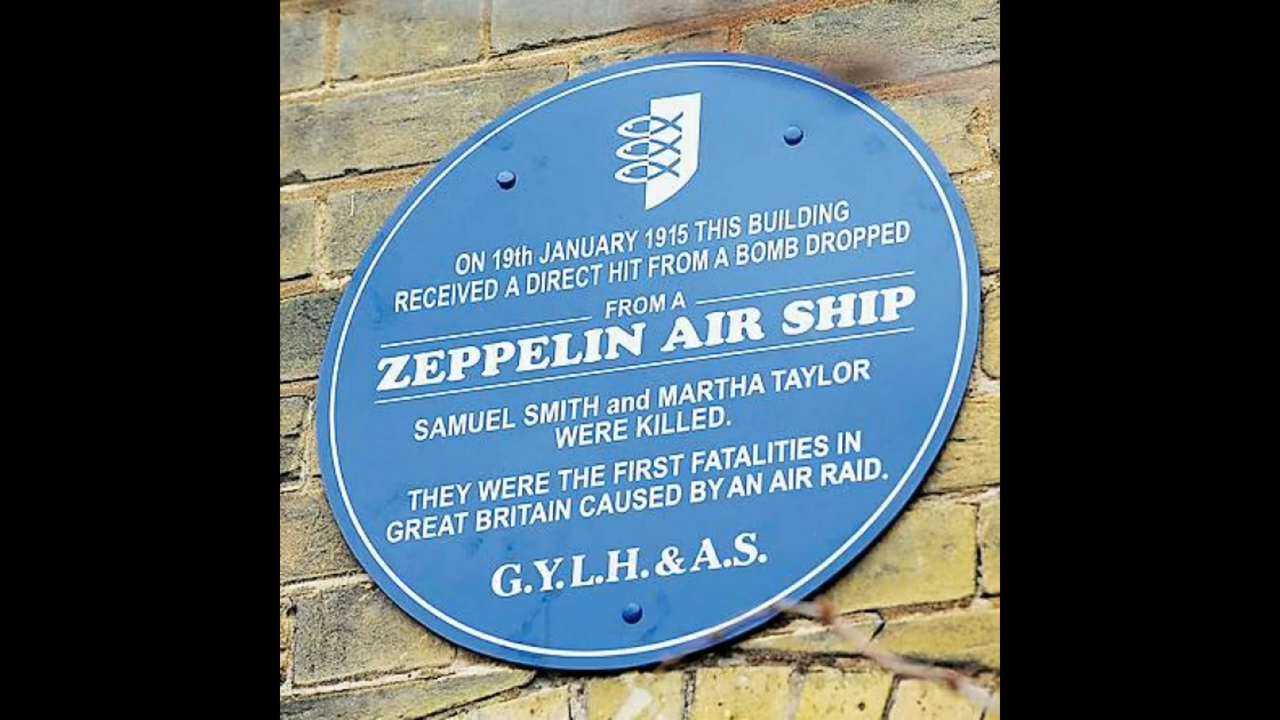 ON 19th JANUARY 1915 THIS BUILDING
RECEIVED A DIRECT HIT FROM A BOMB DROPPED
FROM A
ZEPPELIN AIR SHIP
SAMUEL SMITH and MARTHA TAYLOR
WERE KILLED.
THEY WERE THE FIRST FATALITIES IN
GREAT BRITAIN CAUSED BY AN AIR RAID.
G.Y.L.H. & A.S.